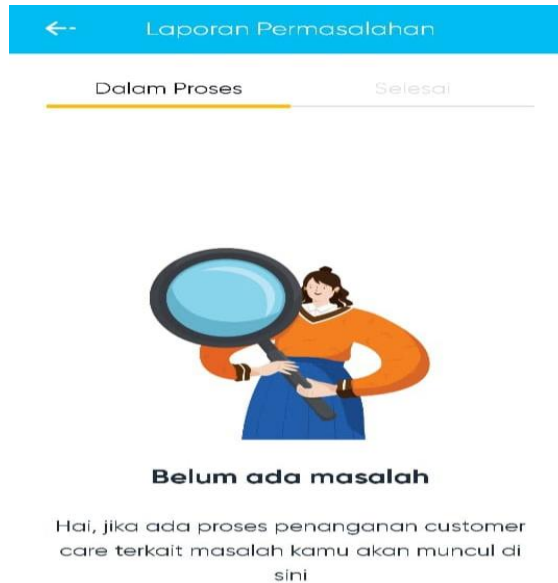 Laporan Permasalahan
Dalam Proses
Selesai
Belum ada masalah
Hai, jika ada proses penanganan customer
care terkait masalah kamu akan muncul di
sini